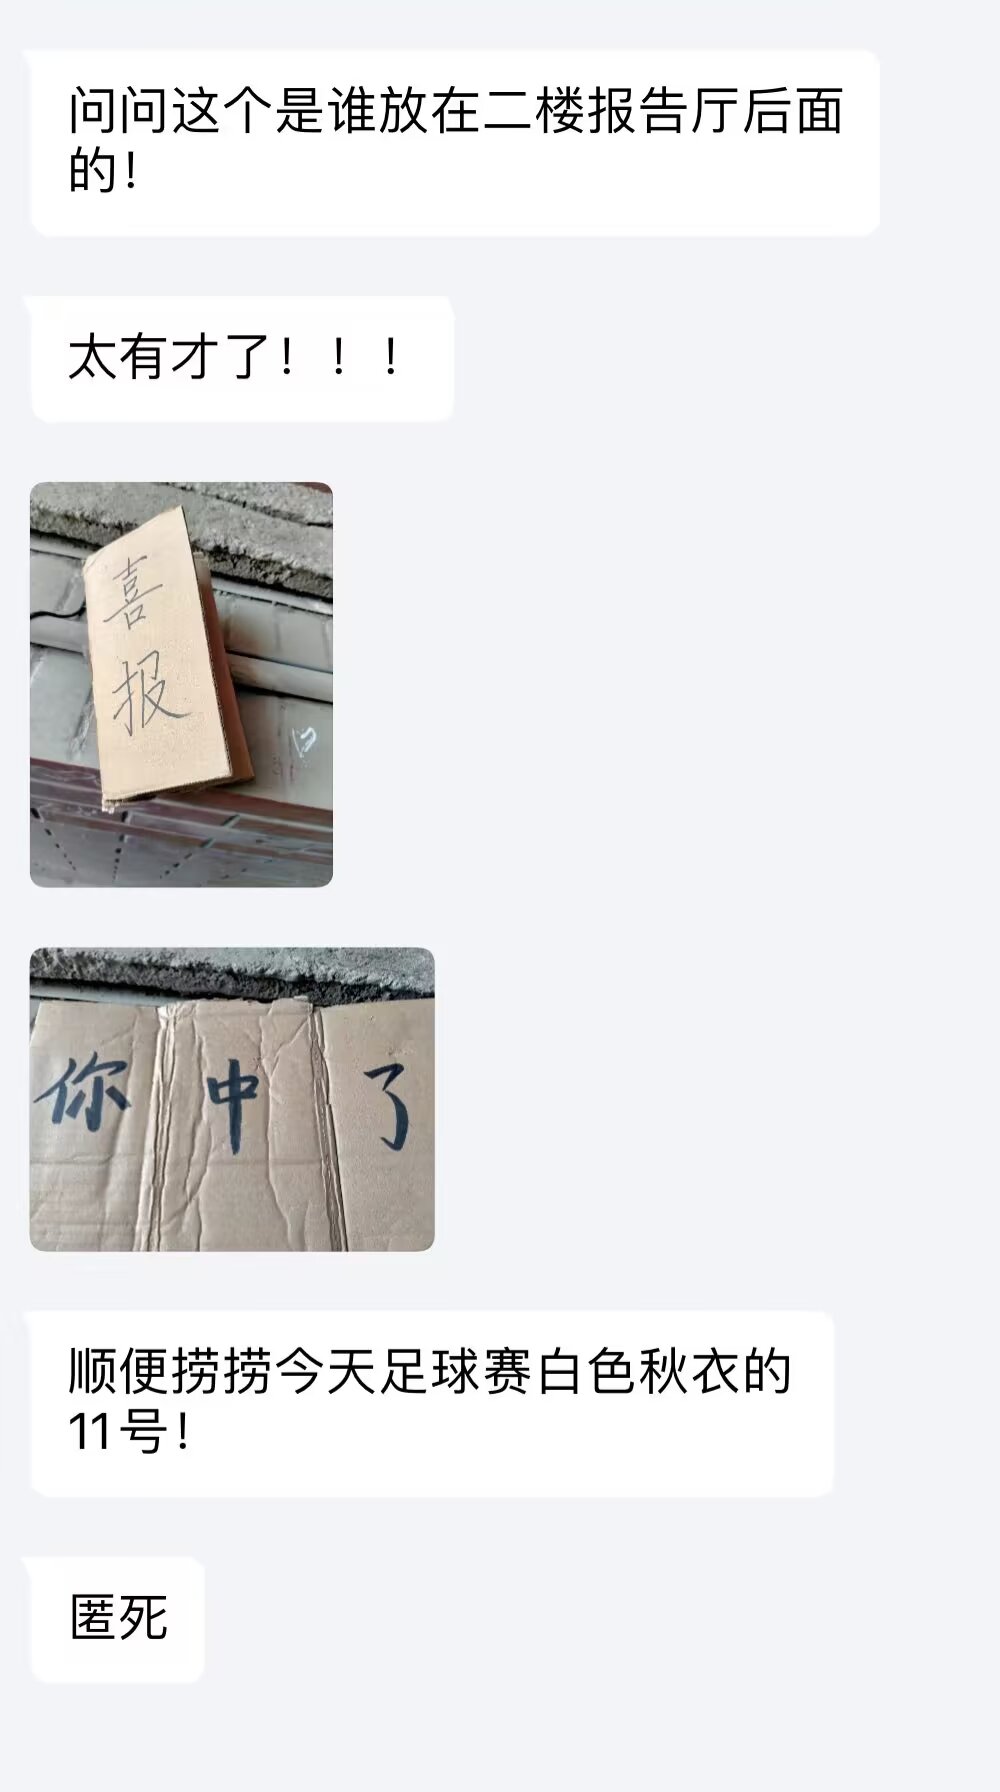 问问这个是谁放在二楼报告厅后面
的！
太有才了！！！
喜
报
你中了
顺便捞捞今天足球赛白色秋衣的
11号！
匿死